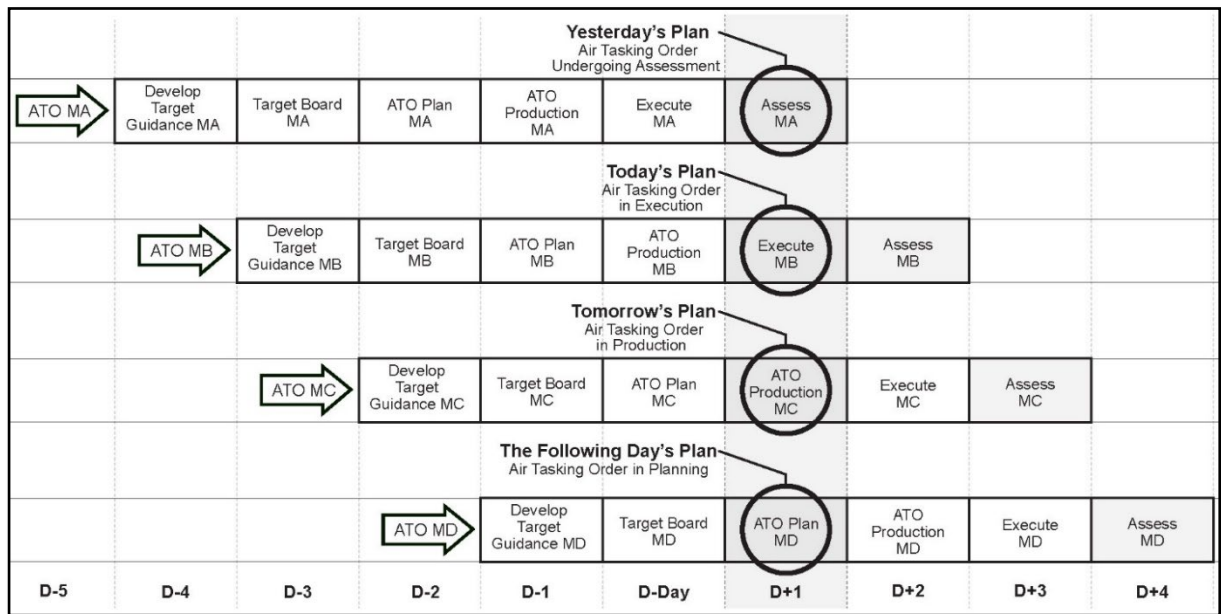 Yesterday's Plan
Air Tasking Order
Undergoing Assessment
ATO MA
Develop
Target
Guidance MA
Target Board
MA
ATO Plan
MA
ATO
Production
MA
Execute
MA
Assess
MA
Today's Plan
Air Tasking Order
in Execution
ATO MB
Develop
Target
Guidance MB
Target Board
MB
ATO Plan
MB
ATO
Production
MB
Execute
MB
Assess
MB
Tomorrow's Plan
Air Tasking Order
in Production
ATO MC
Develop
Target
Guidance MC
Target Board
MC
ATO Plan
MC
ATO
Production
MC
Execute
MC
Assess
MC
The Following Day's Plan
Air Tasking Order in Planning
ATO MD
Develop
Target
Guidance MD
Target Board
MD
ATO Plan
MD
ATO
Production
MD
Execute
MD
Assess
MD
D-5 D-4 D-3 D-2 D-1 D-Day D+1 D+2 D+3 D+4